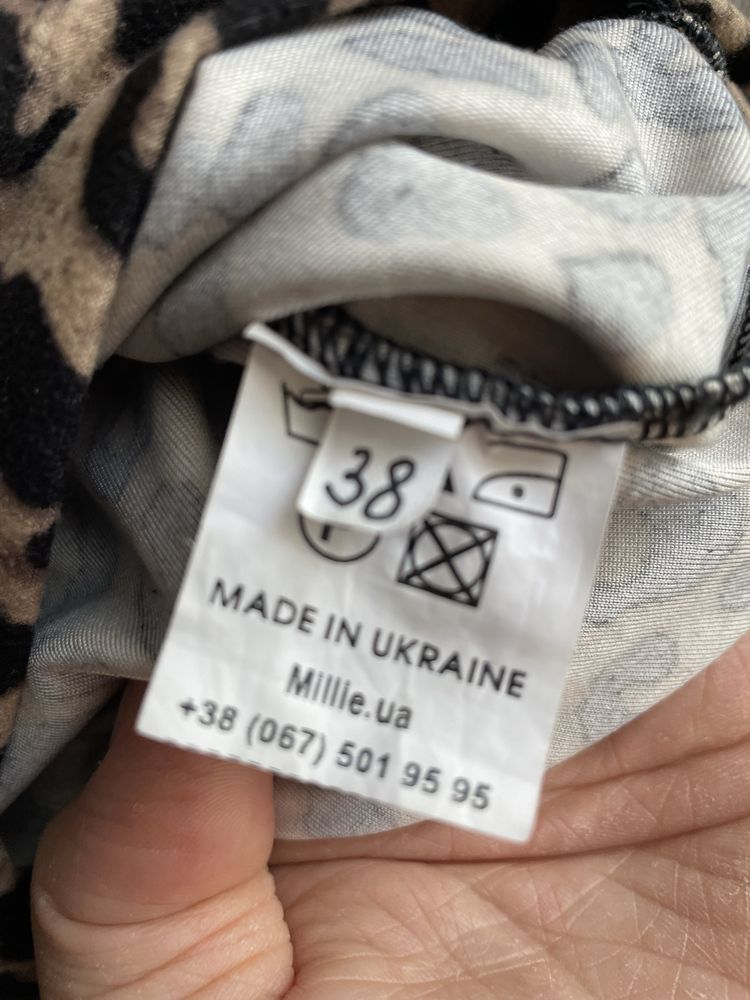 38
MADE IN UKRAINE
Millie.ua
+38 (067) 501 95 95